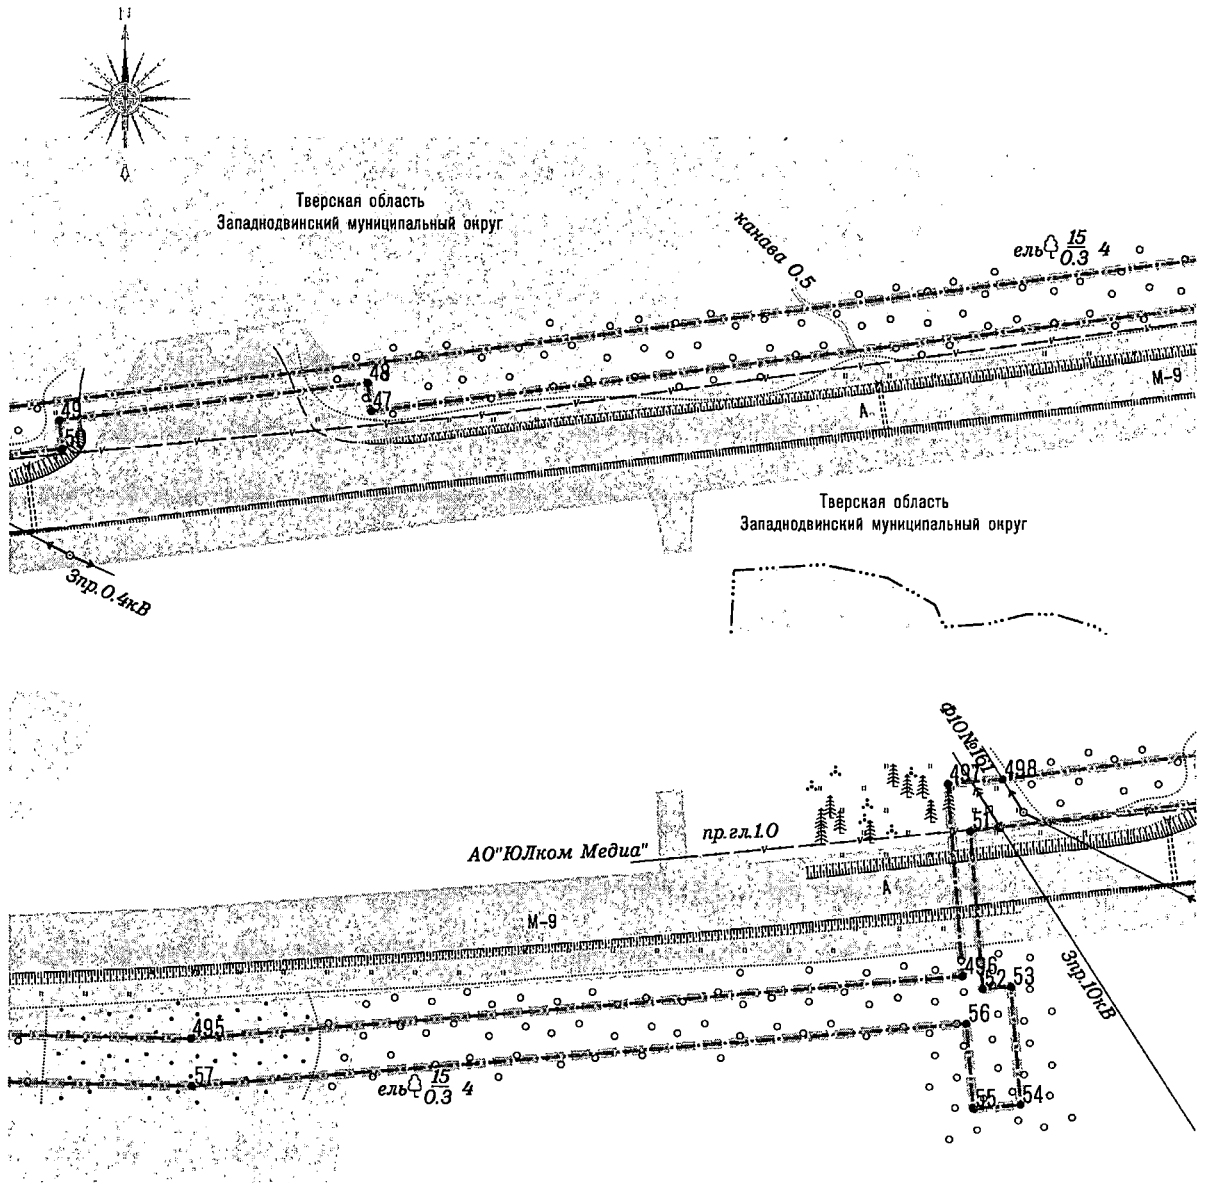 N
Тверская область
Западнодвинский муниципальный округ
канава 0.5
ель 15
0.3 4
48
47
49
50
М-9
А
Тверская область
Западнодвинский муниципальный округ
3пр.0.4кВ
Ф10№161
497
498
51
пр.гл.1.0
АО"ЮЛком Медиа"
А
М-9
496
52
53
3пр.10кВ
495
56
57
ель 15
0.3 4
55
54